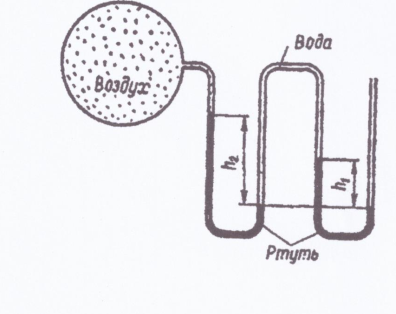 Вода
Воздух
h₂
h₁
Ртуть